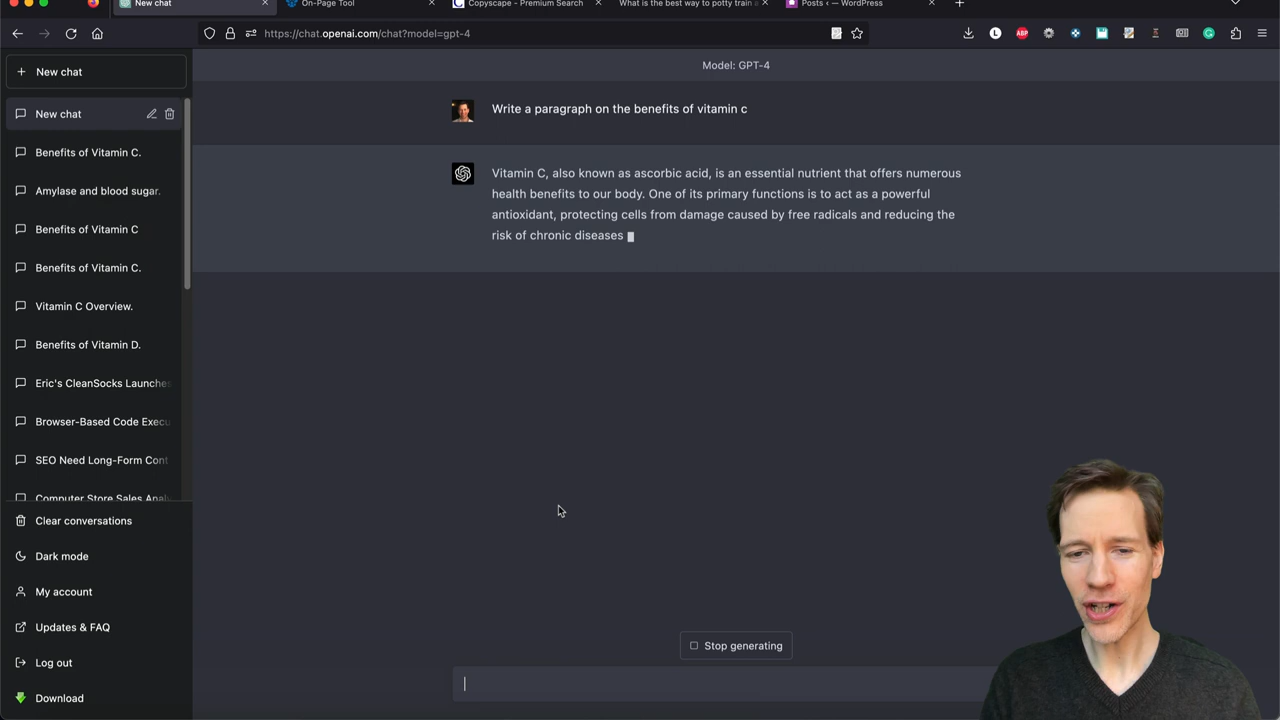 New chat
On-Page Tool
Copyscape - Premium Search
What is the best way to potty train a
Posts ‹ — WordPress
https://chat.openai.com/chat?model=gpt-4
New chat
Model: GPT-4
New chat
Write a paragraph on the benefits of vitamin c
Benefits of Vitamin C.
Vitamin C, also known as ascorbic acid, is an essential nutrient that offers numerous
health benefits to our body. One of its primary functions is to act as a powerful
antioxidant, protecting cells from damage caused by free radicals and reducing the
risk of chronic diseases
Amylase and blood sugar.
Benefits of Vitamin C
Benefits of Vitamin C.
Vitamin C Overview.
Benefits of Vitamin D.
Eric's CleanSocks Launches
Browser-Based Code Execu
SEO Need Long-Form Cont
Computer Store Sales Anal
Clear conversations
Dark mode
My account
Updates & FAQ
Log out
Download
Stop generating
L
ABP